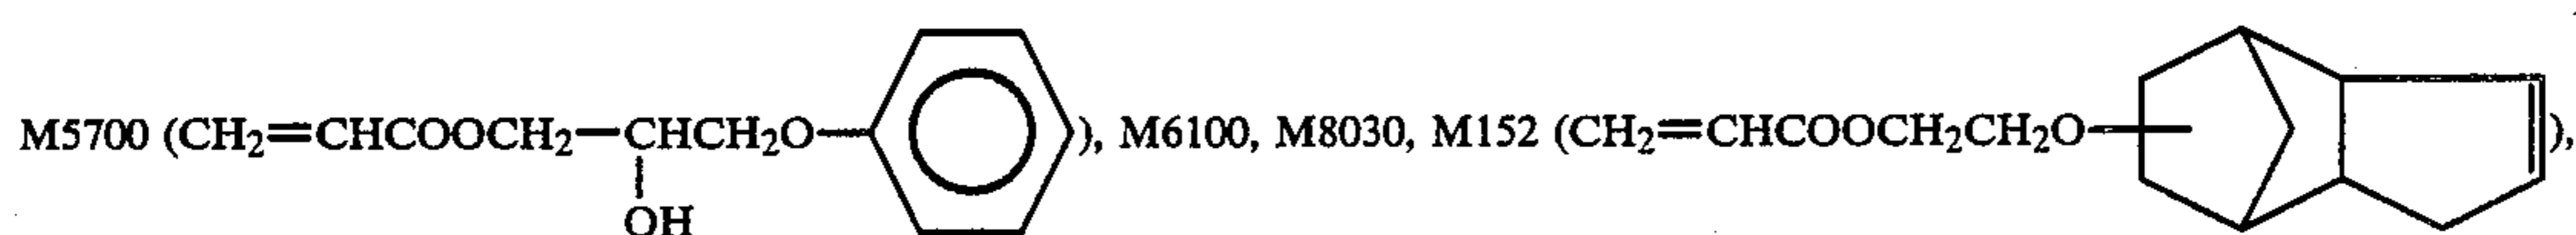 M5700 (CH2=CHCOOCH2—CHCH2O— ), M6100, M8030, M152 (CH2=CHCOOCH2CH2O— ),
OH